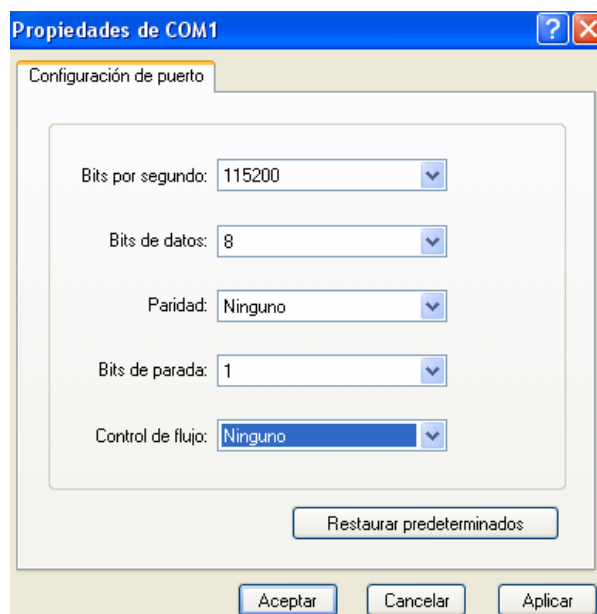 Propiedades de COM1
Configuración de puerto
Bits por segundo: 115200
Bits de datos: 8
Paridad: Ninguno
Bits de parada: 1
Control de flujo: Ninguno
Restaurar predeterminados
Aceptar Cancelar Aplicar